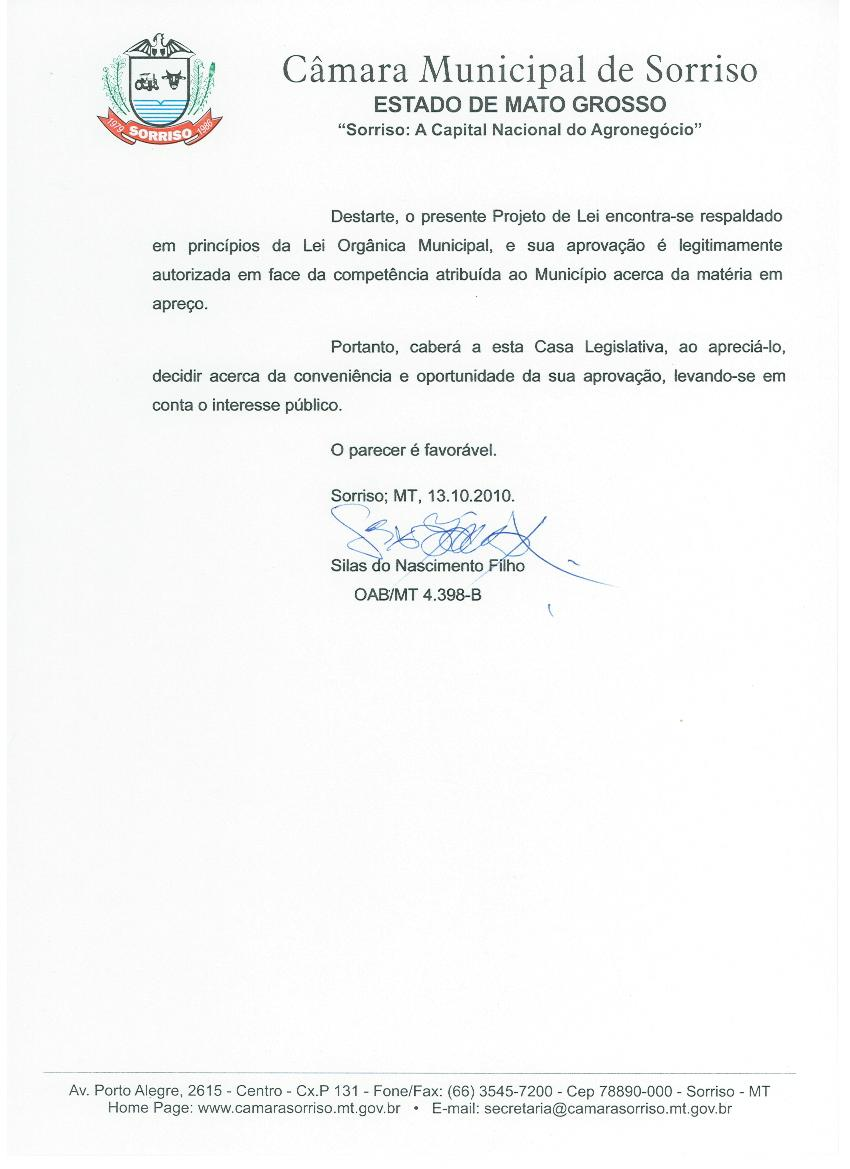 Câmara Municipal de Sorriso
ESTADO DE MATO GROSSO
“Sorriso: A Capital Nacional do Agronegócio”
1979 SORRISO 1986
Destarte, o presente Projeto de Lei encontra-se respaldado
em princípios da Lei Orgânica Municipal, e sua aprovação é legitimamente
autorizada em face da competência atribuída ao Município acerca da matéria em
apreço.
Portanto, caberá a esta Casa Legislativa, ao apreciá-lo,
decidir acerca da conveniência e oportunidade da sua aprovação, levando-se em
conta o interesse público.
O parecer é favorável.
Sorriso; MT, 13.10.2010.
Silas do Nascimento Filho
OAB/MT 4.398-B
Av. Porto Alegre, 2615 - Centro - Cx.P 131 - Fone/Fax: (66) 3545-7200 - Cep 78890-000 - Sorriso - MT
Home Page: www.camarasorriso.mt.gov.br • E-mail: secretaria@camarasorriso.mt.gov.br